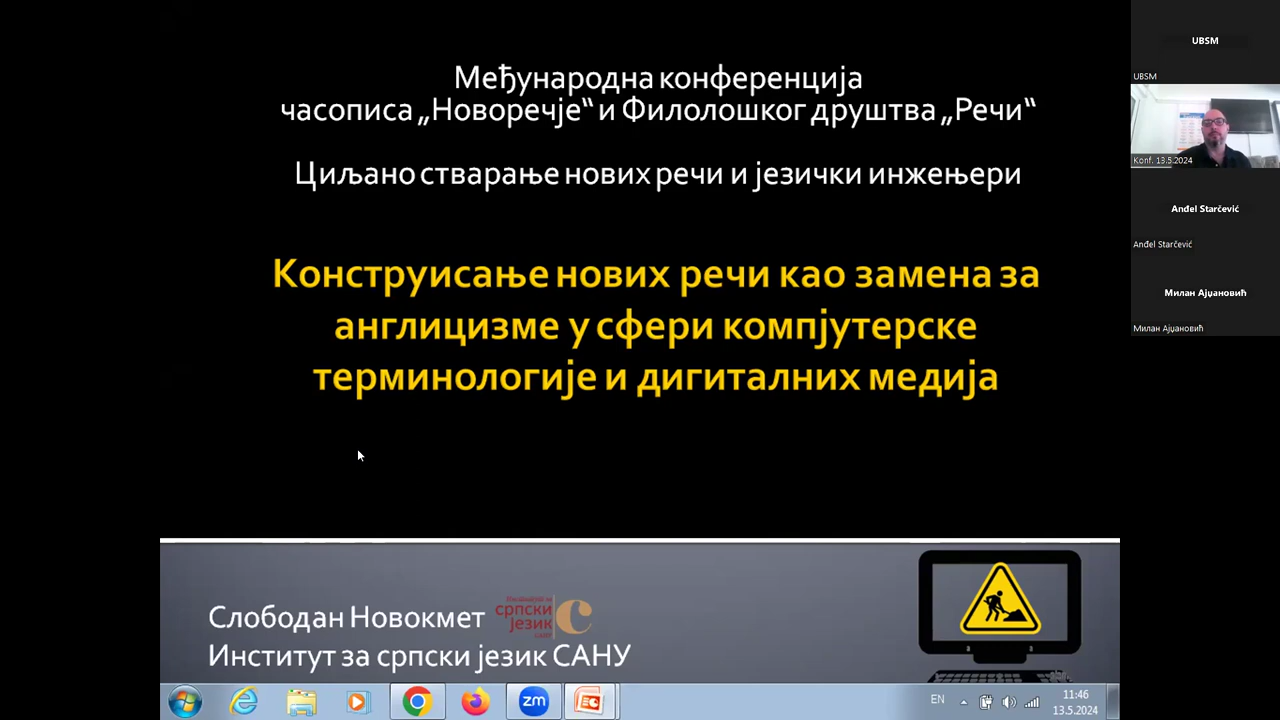 Међународна конференција
часописа „Новоречје“ и Филолошког друштва „Речи“
Циљано стварање нових речи и језички инжењери
Конструисање нових речи као замена за
англицизме у сфери компјутерске
терминологије и дигиталних медија
Слободан Новокмет
српски
језик
Институт за српски језик САНУ
UBSM
UBSM
Konf. 13.5.2024
Anđel Starčević
Anđel Starčević
Милан Ајџановић
Милан Ајџановић
zm
EN
11:46
13.5.2024